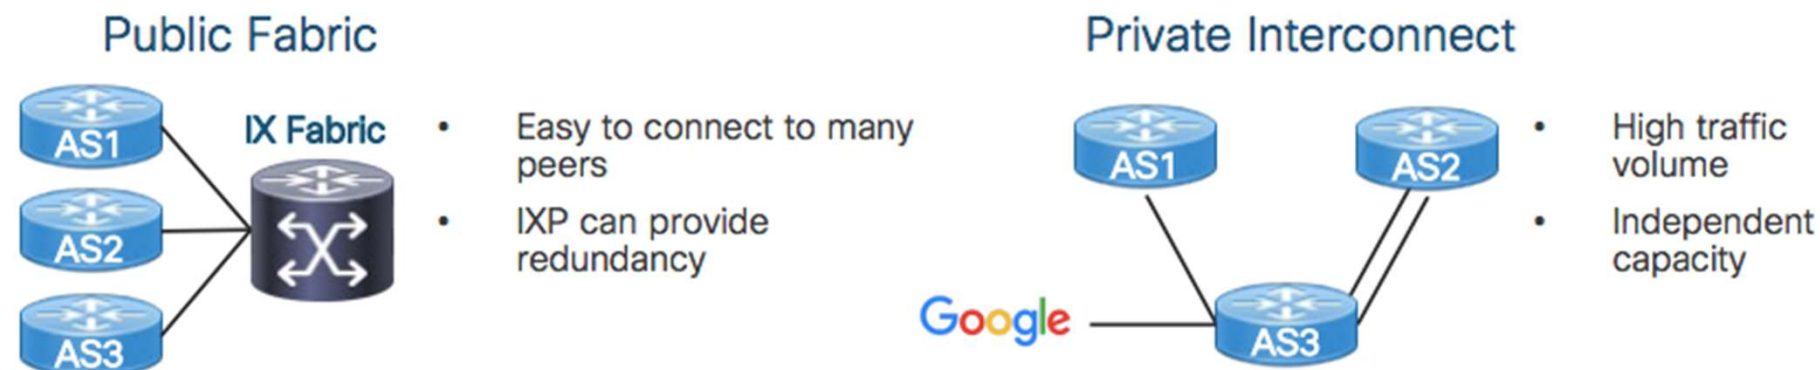 Public Fabric
AS1
AS2
AS3
IX Fabric
• Easy to connect to many
peers
• IXP can provide
redundancy
Private Interconnect
AS1
AS2
Google
AS3
• High traffic
volume
• Independent
capacity